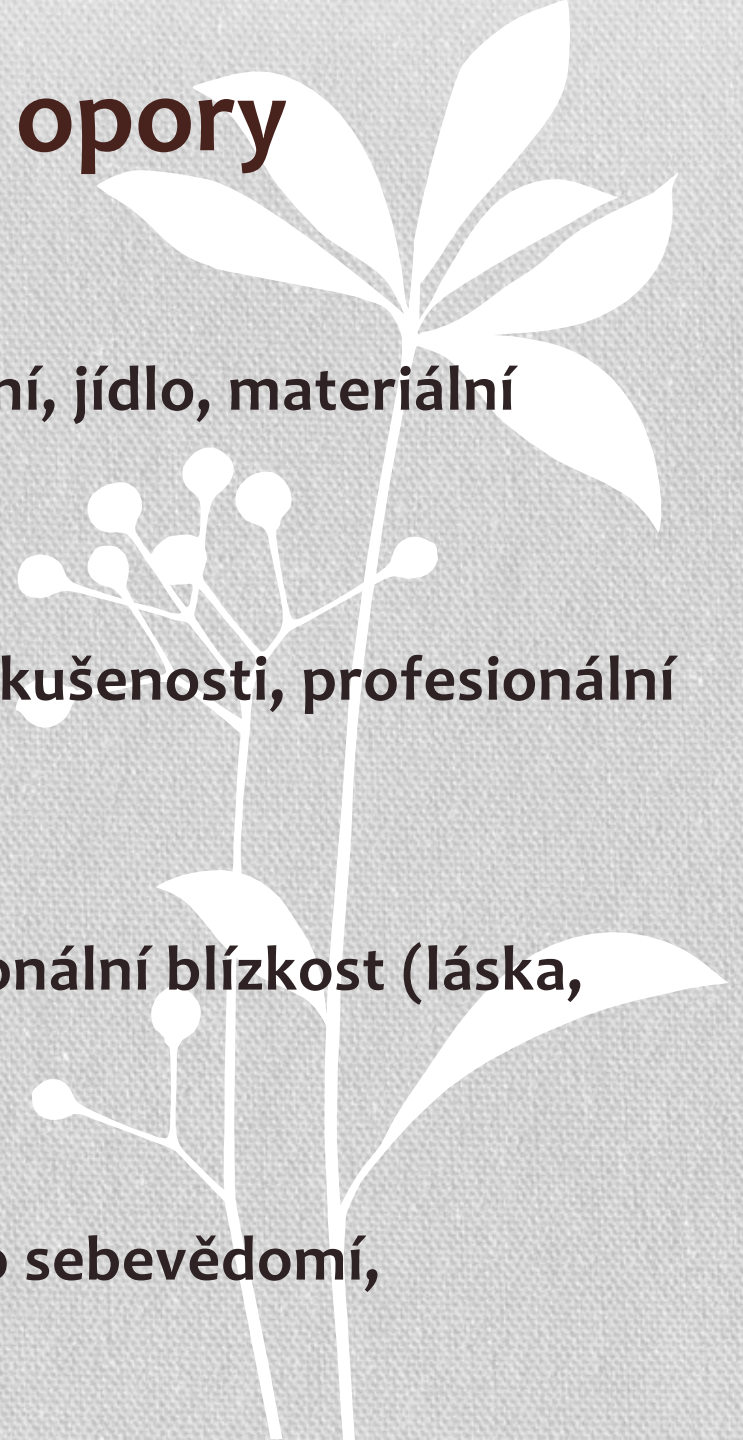 opory
ní, jídlo, materiální
kušenosti, profesionální
onální blízkost (láska,
sebevědomí,